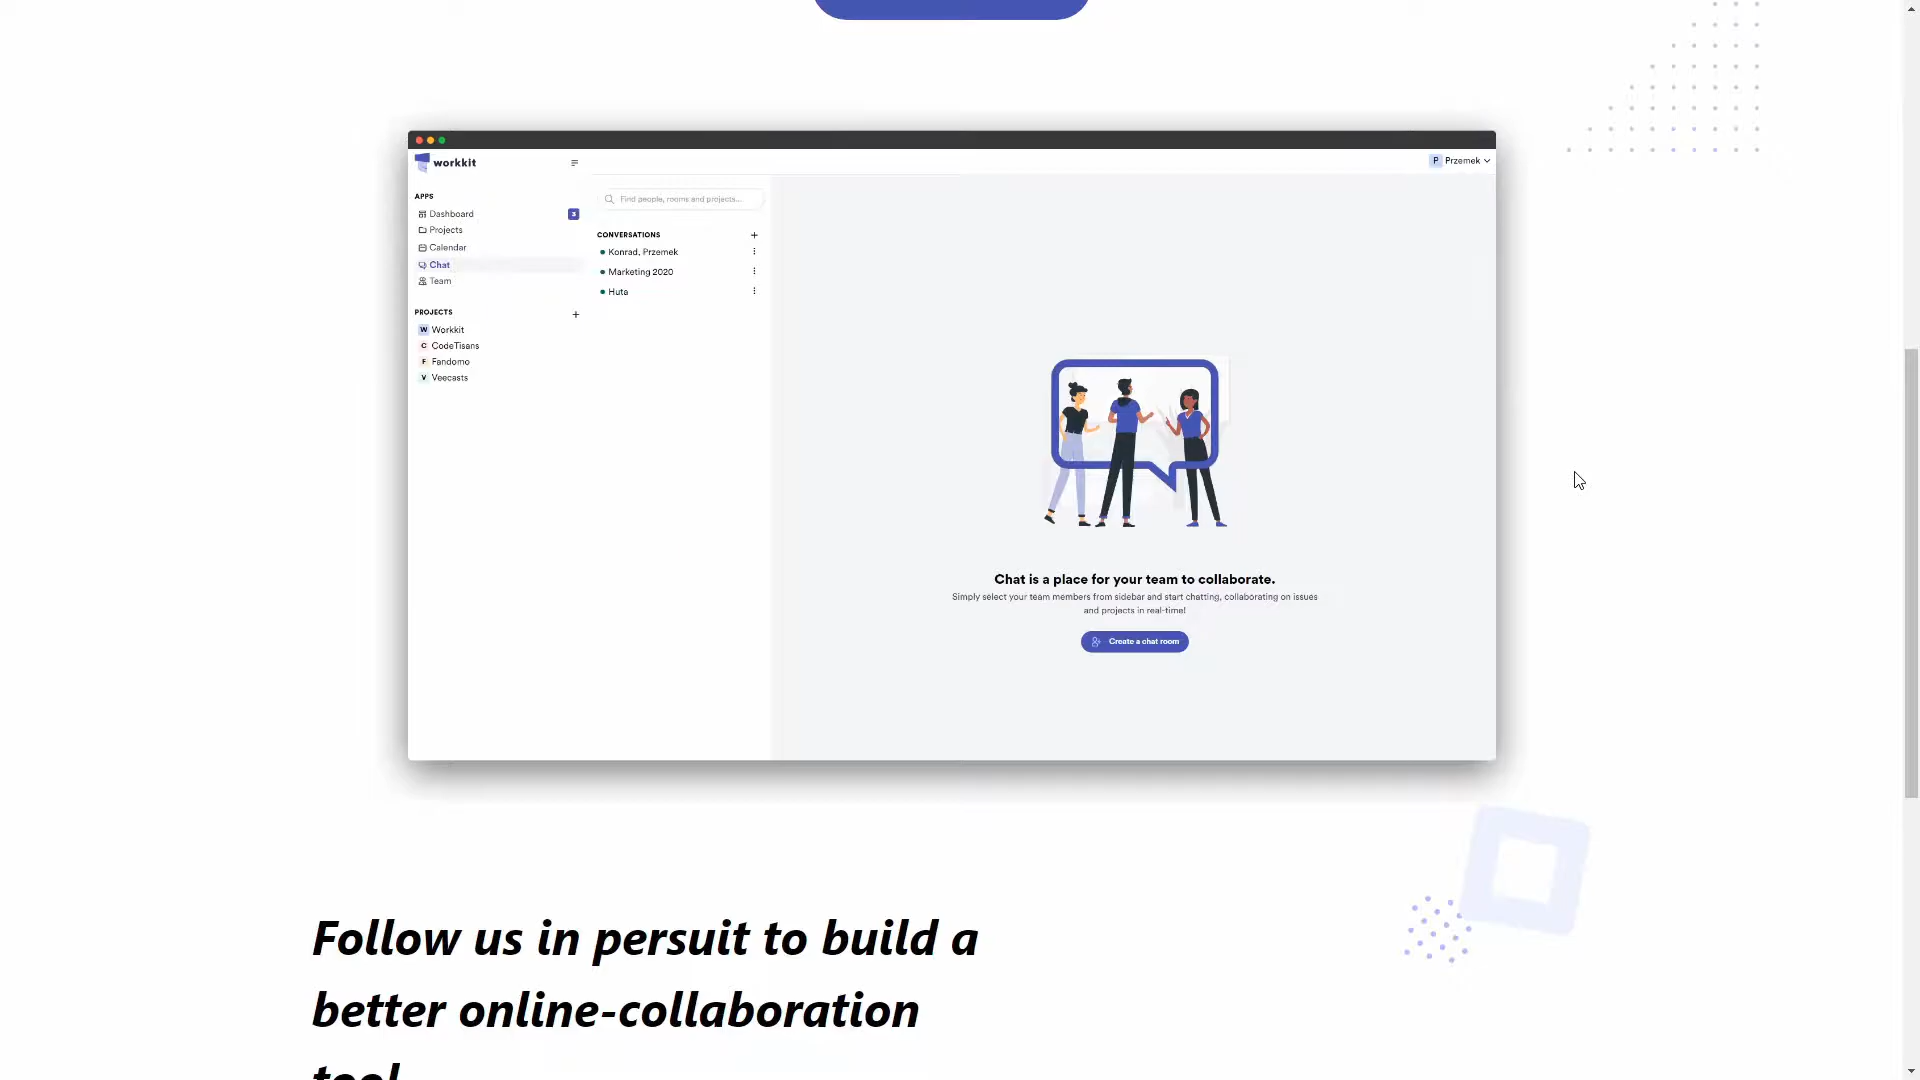 workkit
P Przemek
APPS
Dashboard 3
Projects
Calendar
Chat
Team
PROJECTS +
W Workkit
C CodeTisans
F Fandomo
V Veecasts
Find people, rooms and projects...
CONVERSATIONS +
Konrad, Przemek
Marketing 2020
Huta
Chat is a place for your team to collaborate.
Simply select your team members from sidebar and start chatting, collaborating on issues
and projects in real-time!
Create a chat room
Follow us in persuit to build a
better online-collaboration
tool